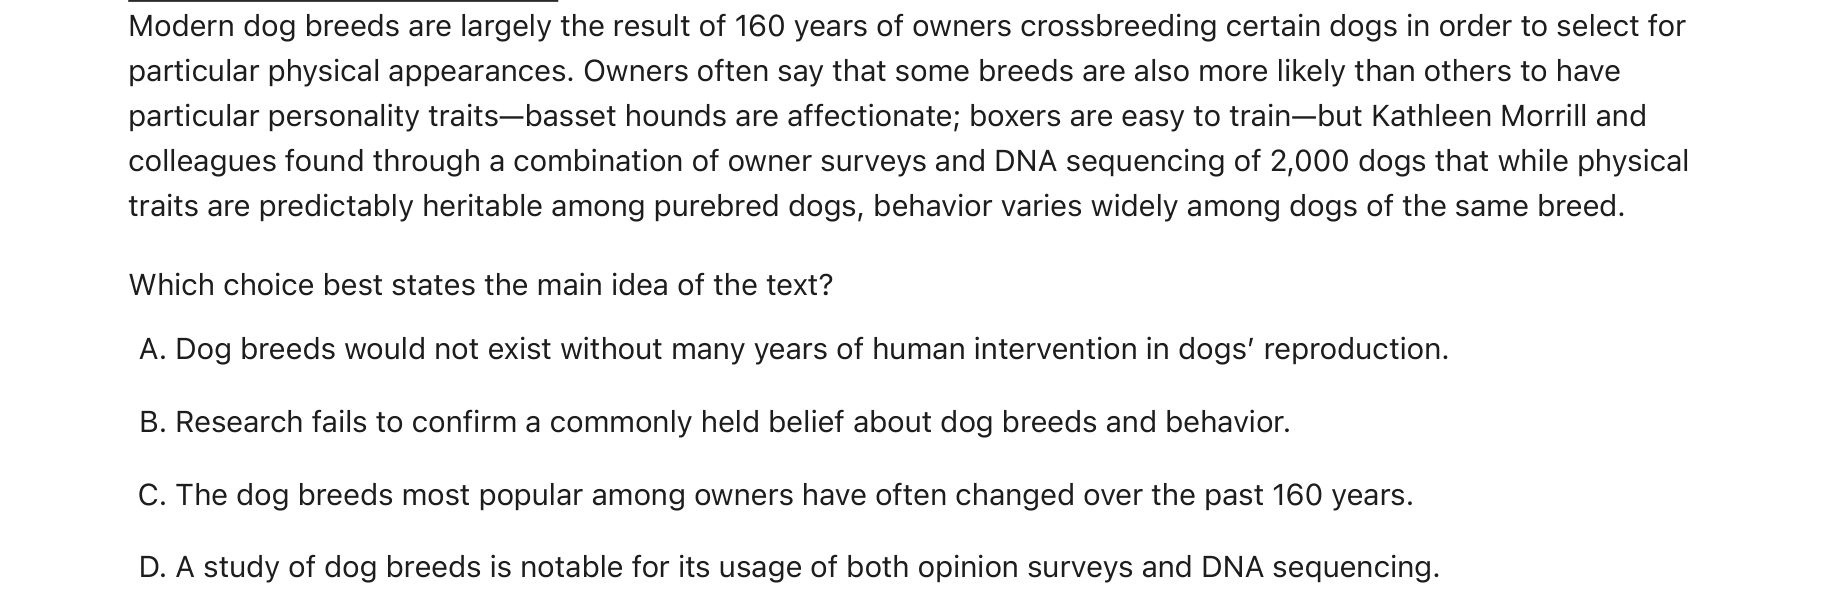 Modern dog breeds are largely the result of 160 years of owners crossbreeding certain dogs in order to select for
particular physical appearances. Owners often say that some breeds are also more likely than others to have
particular personality traits—basset hounds are affectionate; boxers are easy to train—but Kathleen Morrill and
colleagues found through a combination of owner surveys and DNA sequencing of 2,000 dogs that while physical
traits are predictably heritable among purebred dogs, behavior varies widely among dogs of the same breed.
Which choice best states the main idea of the text?
A. Dog breeds would not exist without many years of human intervention in dogs’ reproduction.
B. Research fails to confirm a commonly held belief about dog breeds and behavior.
C. The dog breeds most popular among owners have often changed over the past 160 years.
D. A study of dog breeds is notable for its usage of both opinion surveys and DNA sequencing.